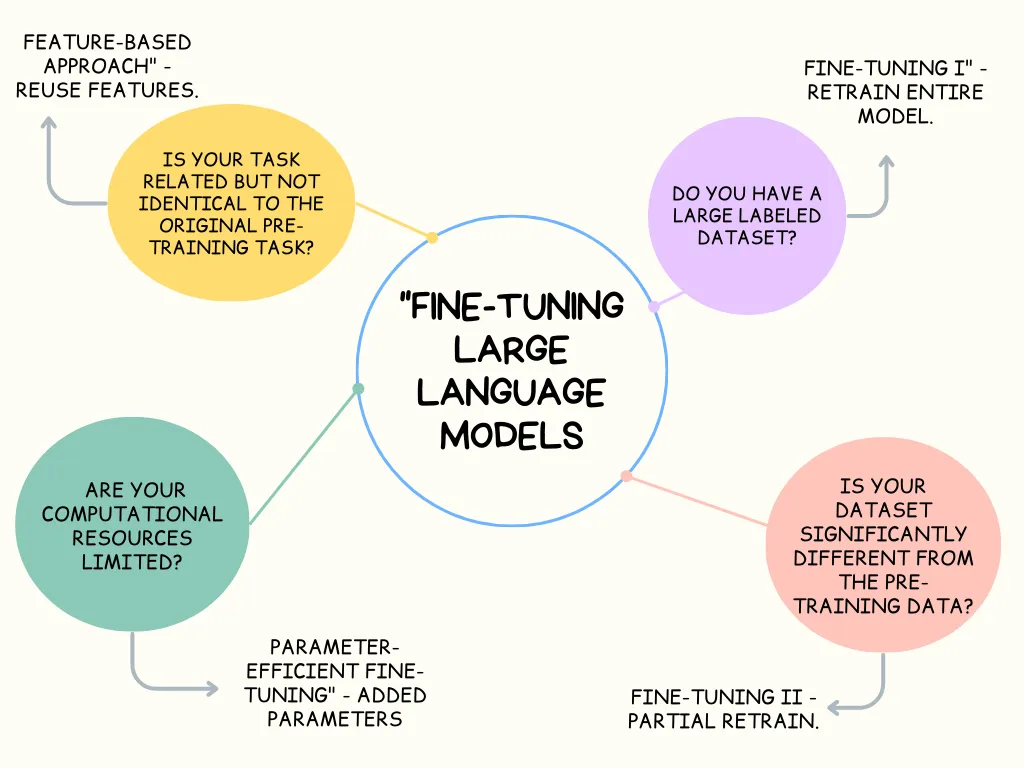 FEATURE-BASED
APPROACH" -
REUSE FEATURES.
IS YOUR TASK
RELATED BUT NOT
IDENTICAL TO THE
ORIGINAL PRE-
TRAINING TASK?
FINE-TUNING I" -
RETRAIN ENTIRE
MODEL.
DO YOU HAVE A
LARGE LABELED
DATASET?
"FINE-TUNING
LARGE
LANGUAGE
MODELS
ARE YOUR
COMPUTATIONAL
RESOURCES
LIMITED?
PARAMETER-
EFFICIENT FINE-
TUNING" - ADDED
PARAMETERS
IS YOUR
DATASET
SIGNIFICANTLY
DIFFERENT FROM
THE PRE-
TRAINING DATA?
FINE-TUNING II -
PARTIAL RETRAIN.